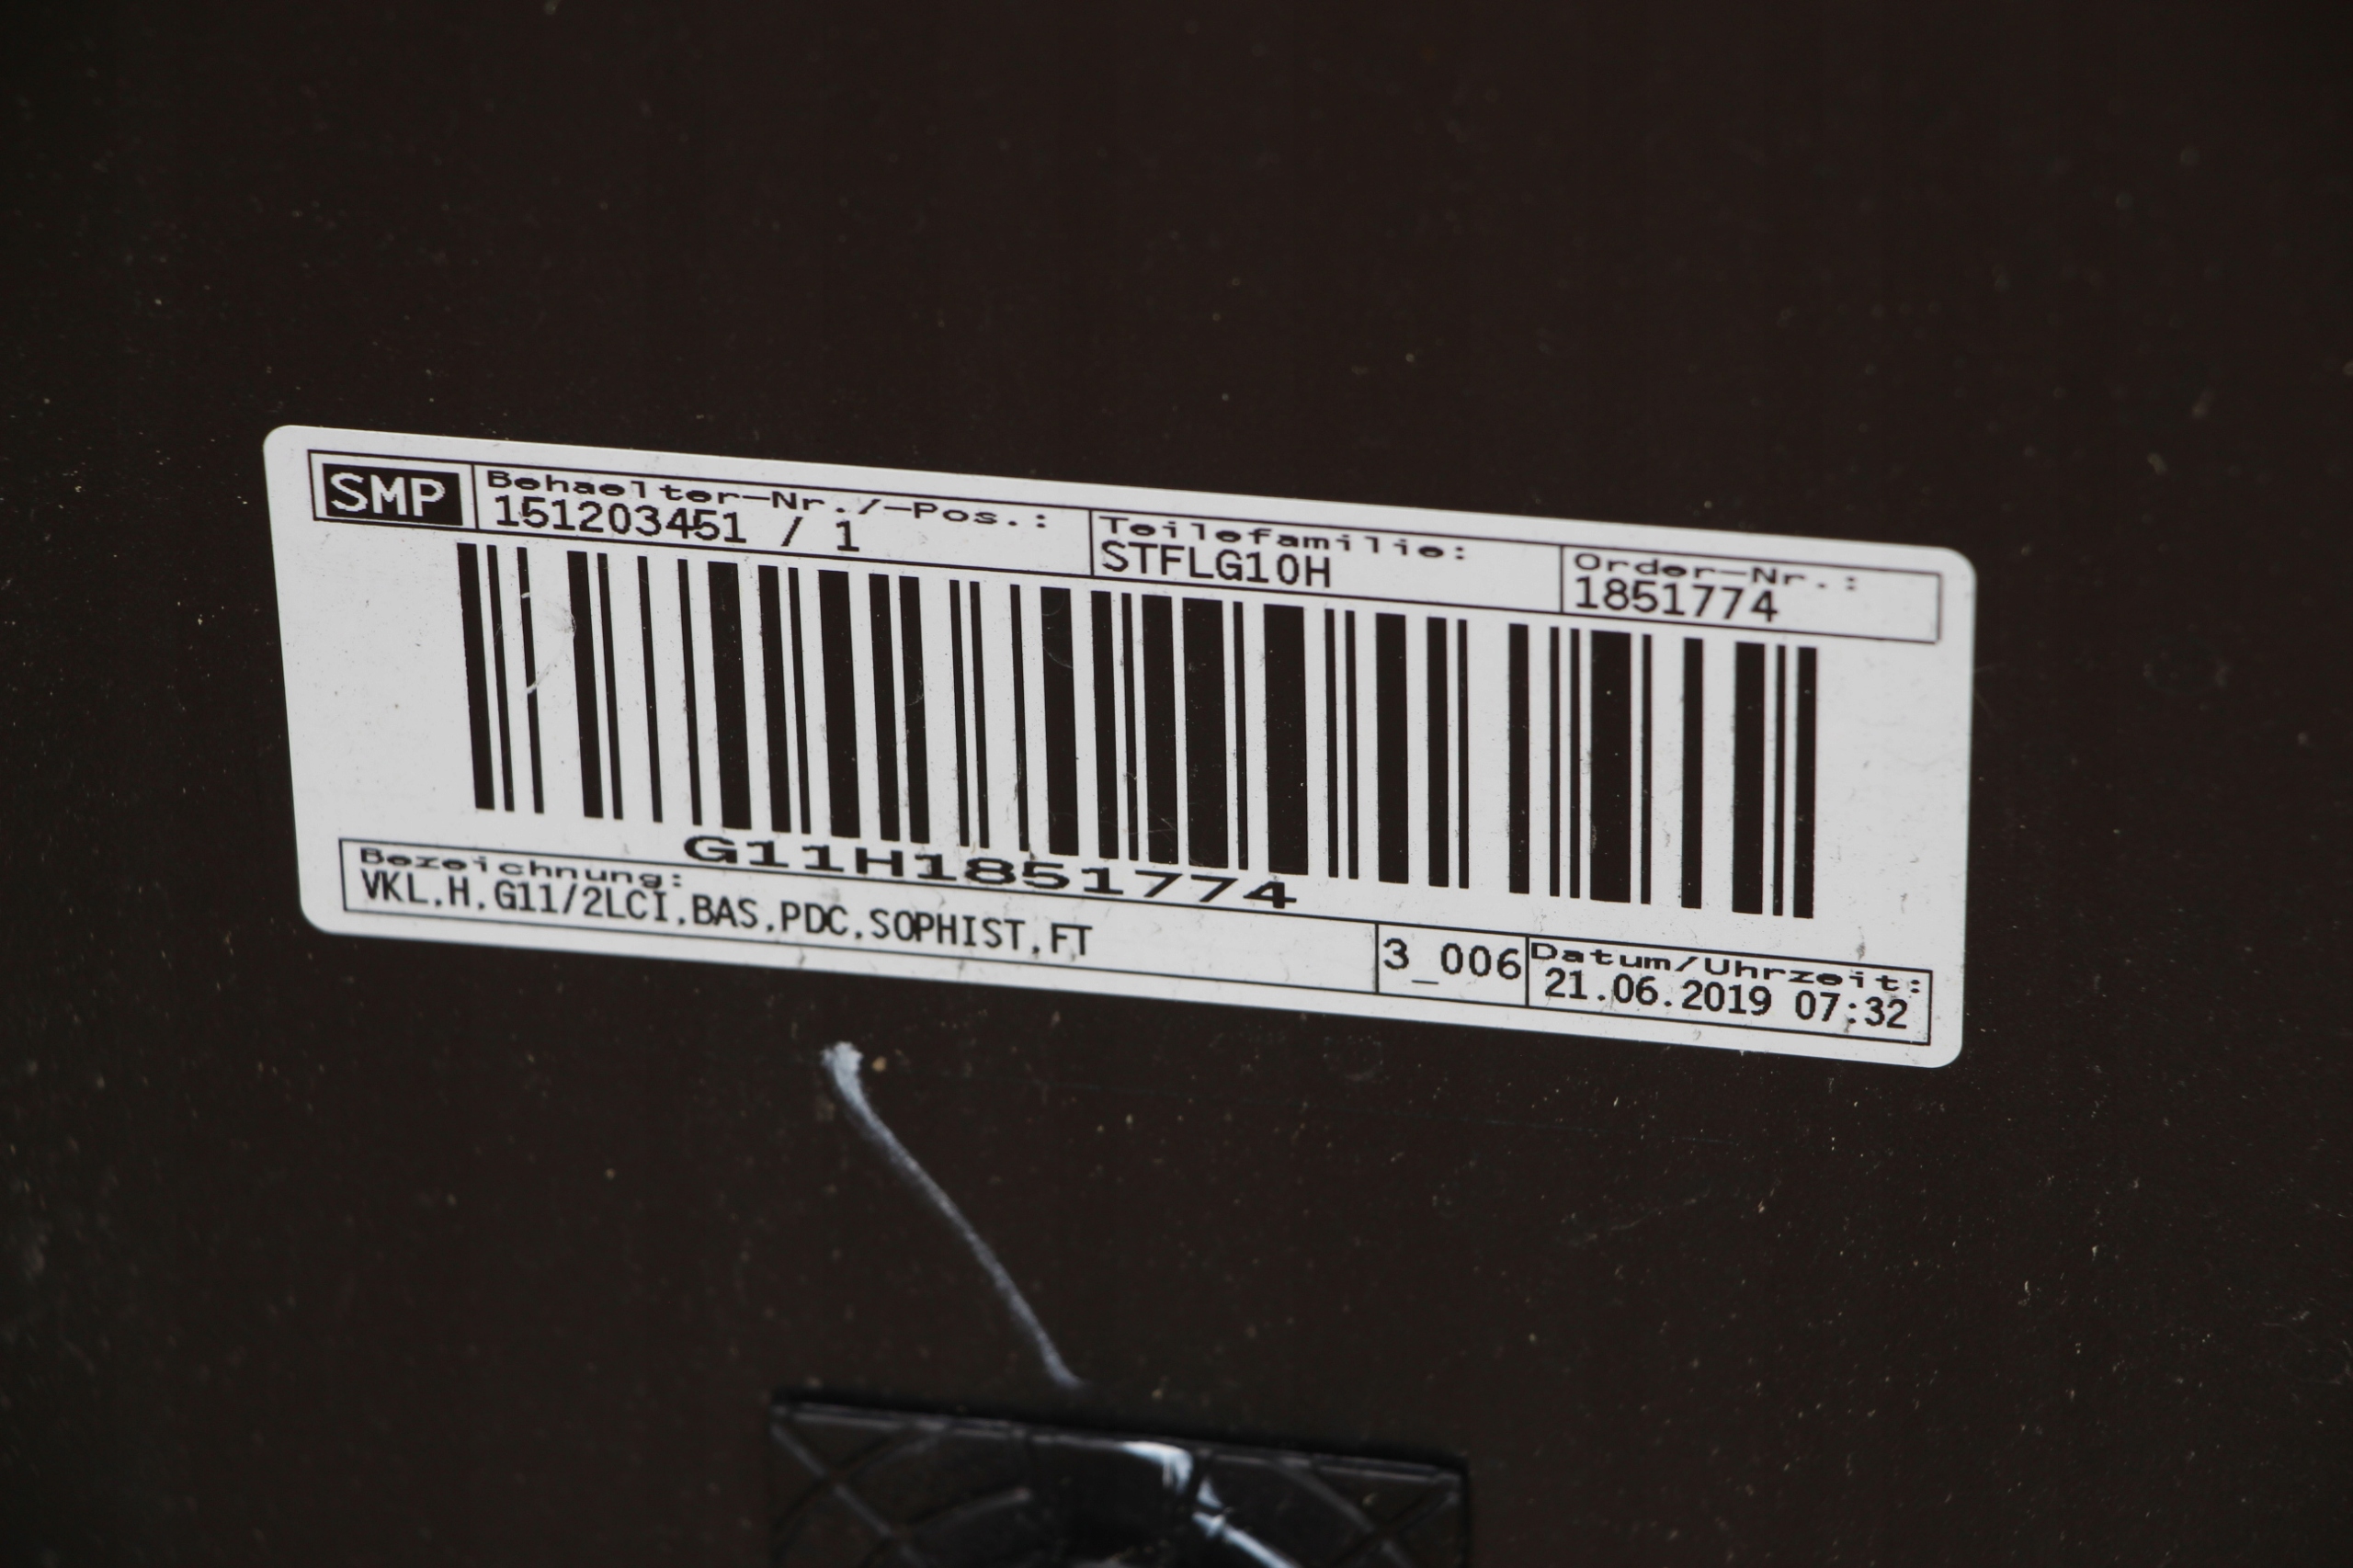 SMP
Behaelter-Nr./-Pos.:
151203451 / 1
Teilefamilie:
STFLG10H
Order-Nr.:
1851774
G11H1851774
Bezeichnung:
VKL.H.G11/2LCI.BAS.PDC.SOPHIST.FT
3_006
Datum/Uhrzeit:
21.06.2019 07:32